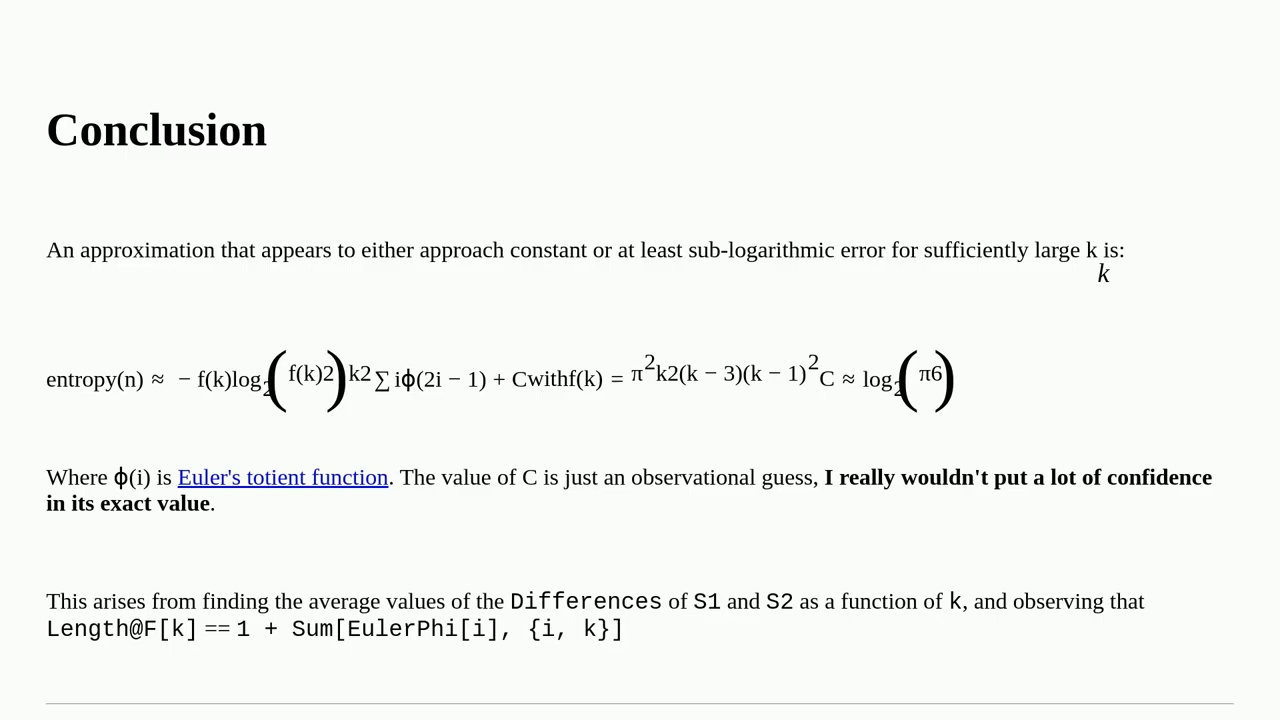 Conclusion
An approximation that appears to either approach constant or at least sub-logarithmic error for sufficiently large k is:
k
entropy(n) ≈ − f(k)log2(f(k)2)k2∑iϕ(2i − 1) + Cwithf(k) = π2k2(k − 3)(k − 1)2C ≈ log2(π6)
Where ϕ(i) is Euler's totient function. The value of C is just an observational guess, I really wouldn't put a lot of confidence
in its exact value.
This arises from finding the average values of the Differences of S1 and S2 as a function of k, and observing that
Length@F[k] == 1 + Sum[EulerPhi[i], {i, k}]